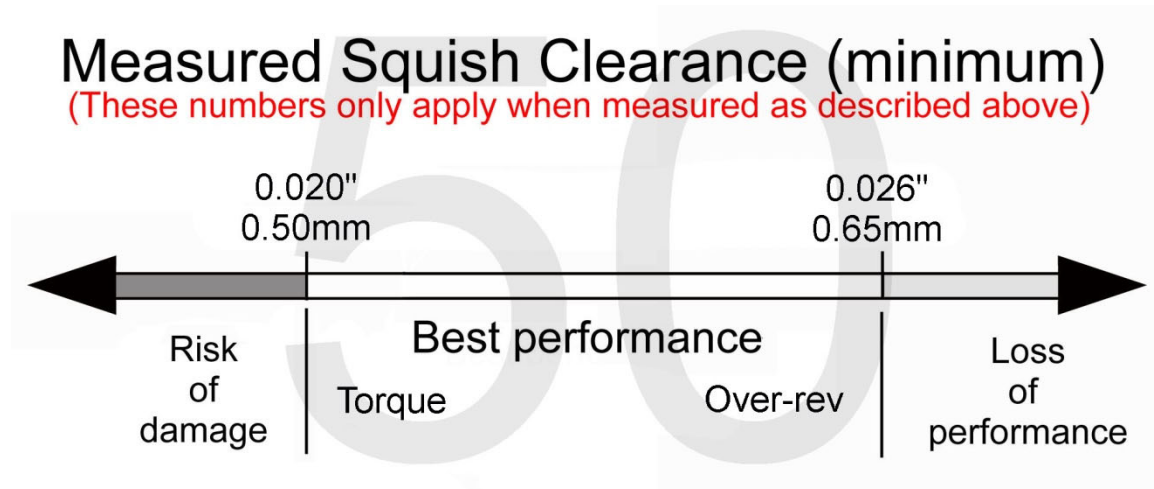 Measured Squish Clearance (minimum)
(These numbers only apply when measured as described above)
50
0.020"
0.50mm
0.026"
0.65mm
Risk
of
damage
Best performance
Torque
Over-rev
Loss
of
performance